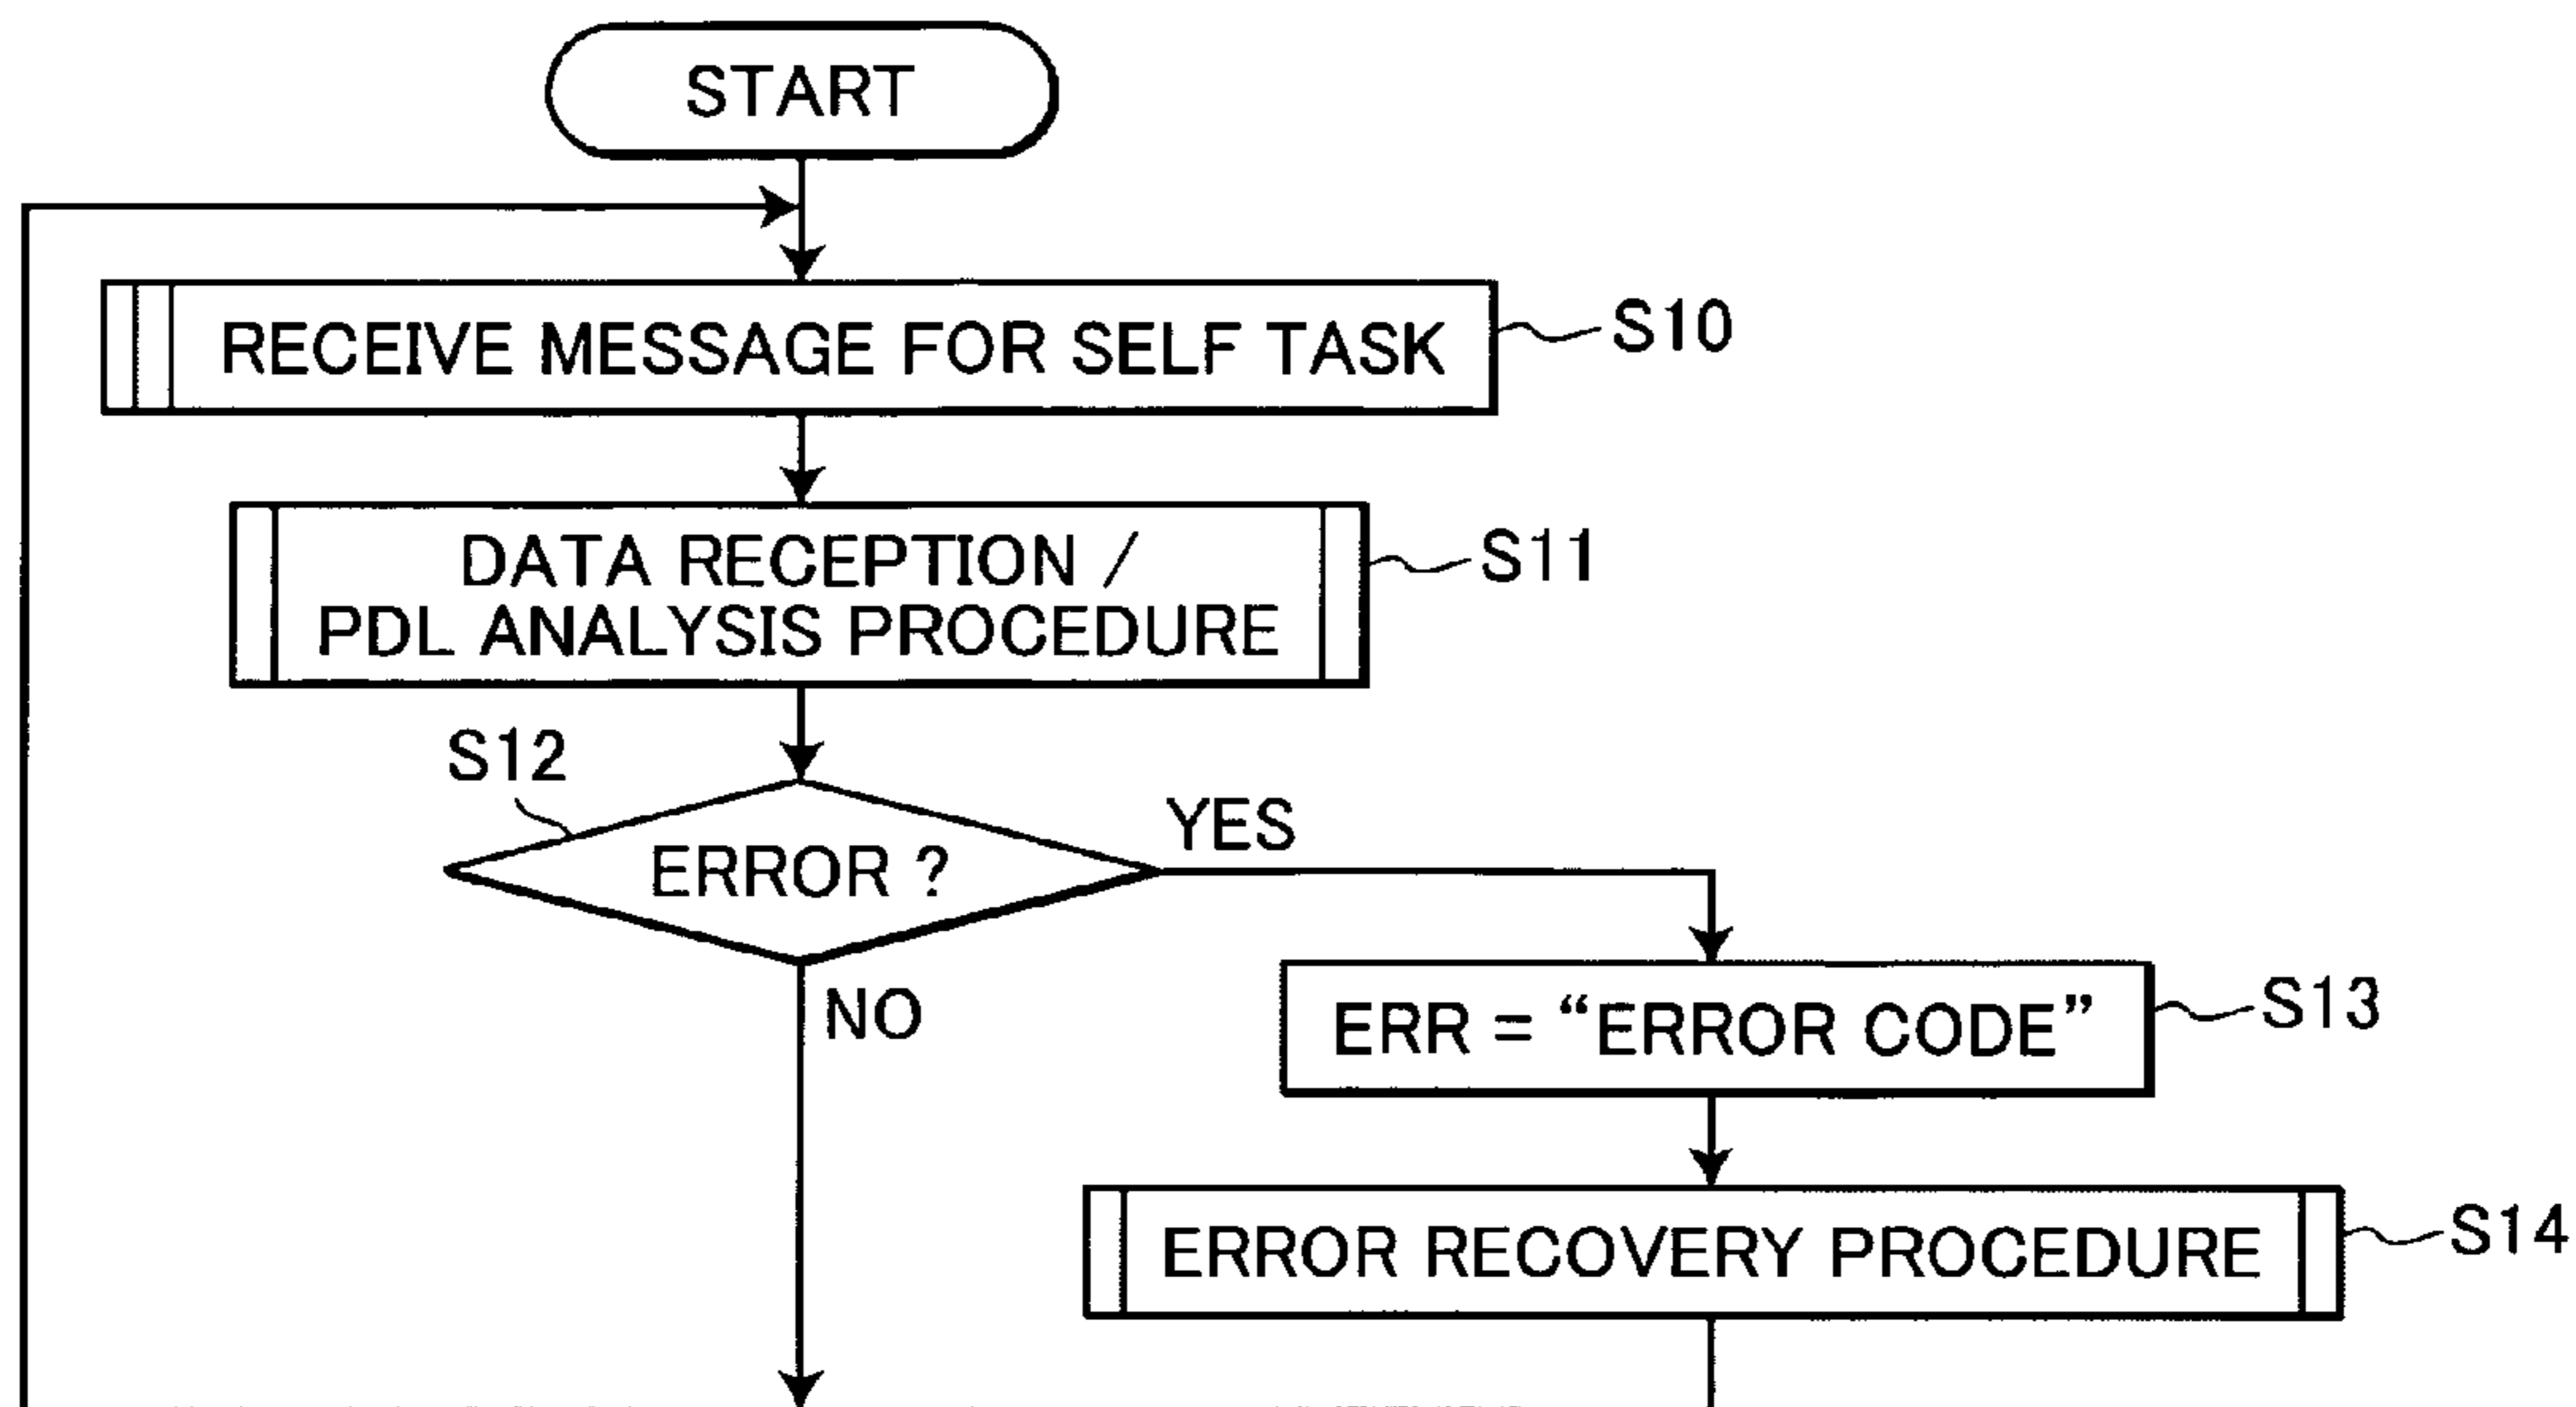 START
RECEIVE MESSAGE FOR SELF TASK
S10
DATA RECEPTION /
PDL ANALYSIS PROCEDURE
S11
S12
ERROR ?
YES
NO
ERR = “ERROR CODE”
S13
ERROR RECOVERY PROCEDURE
S14